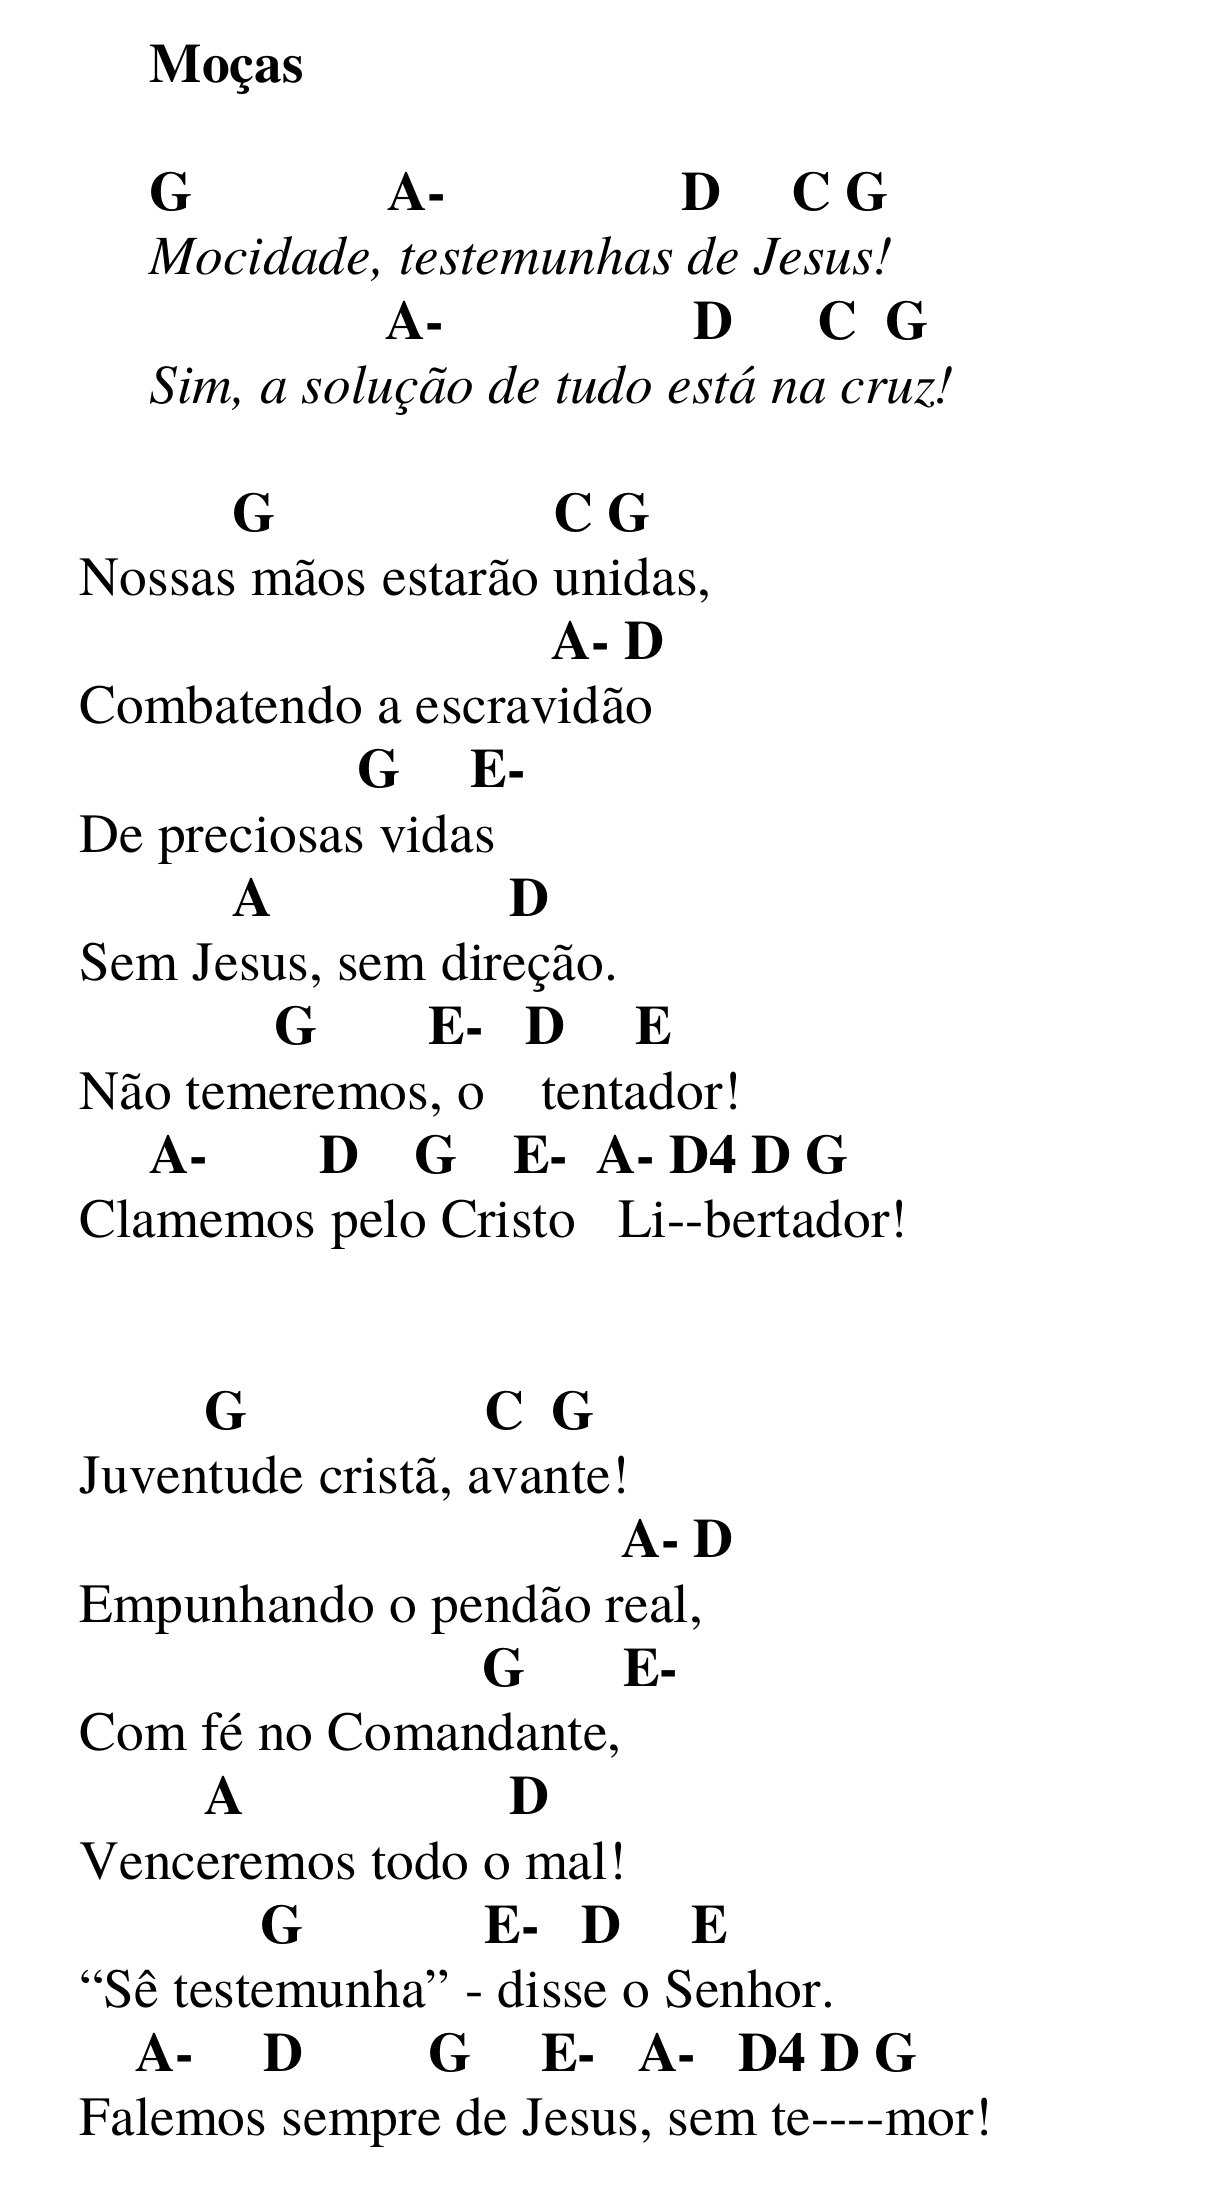 Moças
G A- D C G
Mocidade, testemunhas de Jesus!
A- D C G
Sim, a solução de tudo está na cruz!
G C G
Nossas mãos estarão unidas,
A- D
Combatendo a escravidão
G E-
De preciosas vidas
A D
Sem Jesus, sem direção.
G E- D E
Não temeremos, o tentador!
A- D G E- A- D4 D G
Clamemos pelo Cristo Li--bertador!
G C G
Juventude cristã, avante!
A- D
Empunhando o pendão real,
G E-
Com fé no Comandante,
A D
Venceremos todo o mal!
G E- D E
“Sê testemunha” - disse o Senhor.
A- D G E- A- D4 D G
Falemos sempre de Jesus, sem te----mor!